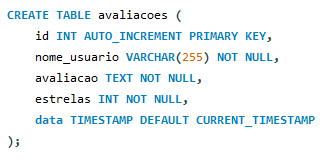 CREATE TABLE avaliacoes (
    id INT AUTO_INCREMENT PRIMARY KEY,
    nome_usuario VARCHAR(255) NOT NULL,
    avaliacao TEXT NOT NULL,
    estrelas INT NOT NULL,
    data TIMESTAMP DEFAULT CURRENT_TIMESTAMP
);